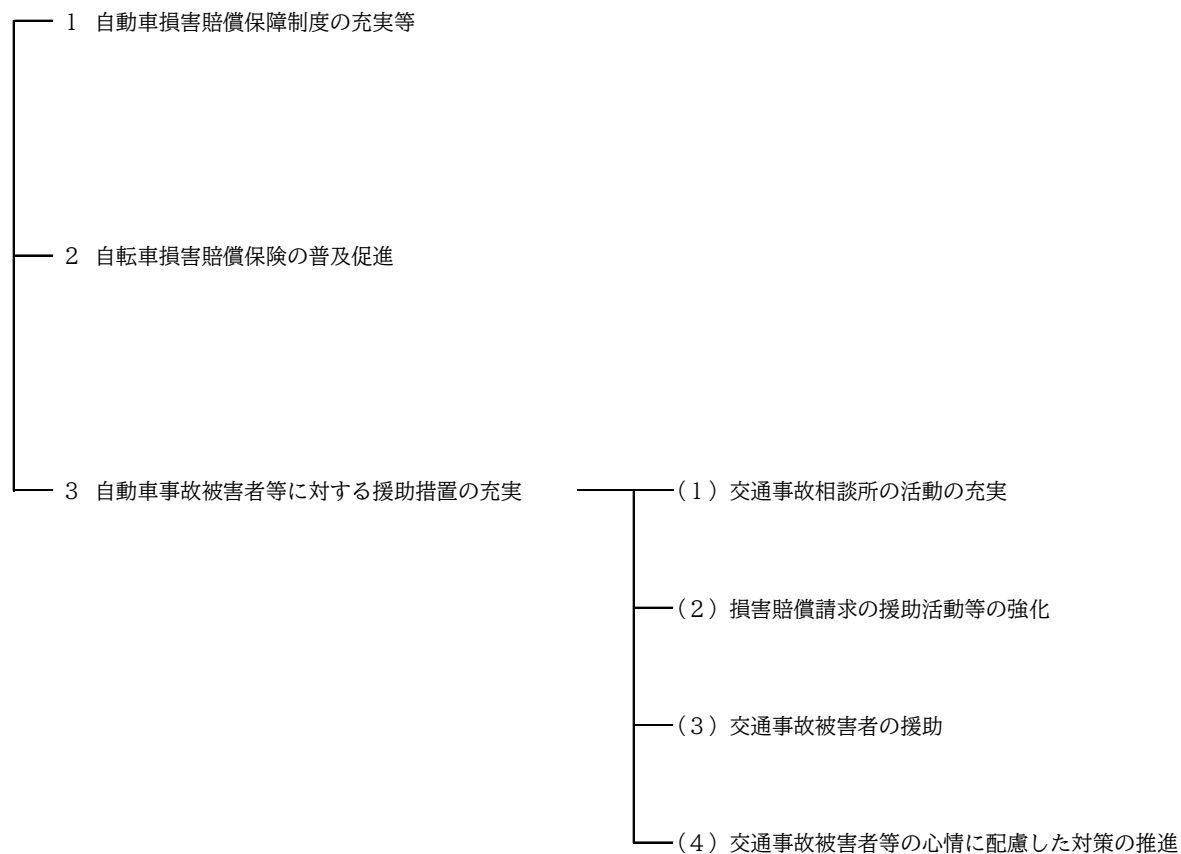 1 自動車損害賠償保障制度の充実等
2 自転車損害賠償保険の普及促進
3 自動車事故被害者等に対する援助措置の充実
(1)交通事故相談所の活動の充実
(2)損害賠償請求の援助活動等の強化
(3)交通事故被害者の援助
(4)交通事故被害者等の心情に配慮した対策の推進